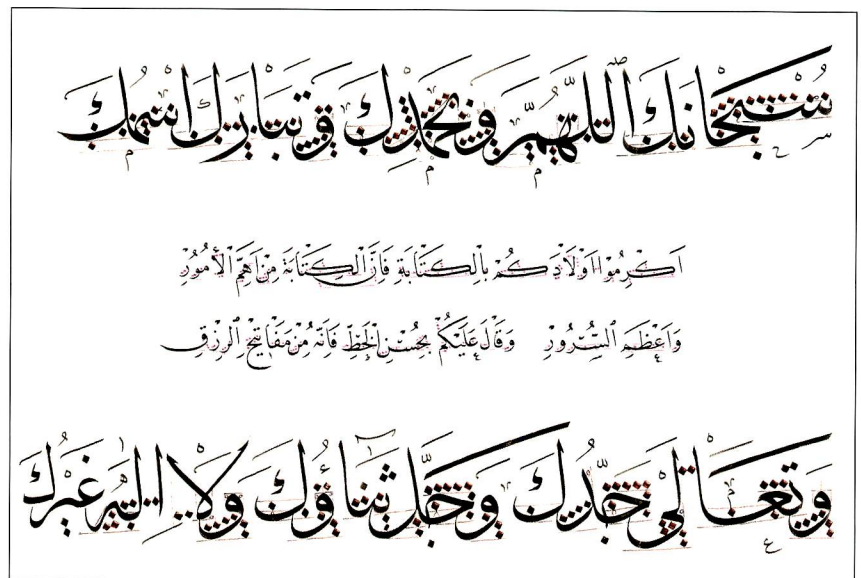 سُبْحَانَكَ اللَّهُمَّ وَبِحَمْدِكَ وَتَبَارَكَ اسْمُكَ
اَكْرِمُوا اَوْلَادَكُمْ بِالْكِتَابَةِ فَاِنَّ الْكِتَابَةَ مِنْ اَهَمِّ الْأُمُورِ
وَاَعْظَمِ السُّرُورِ وَقَالَ عَلَيْكُمْ بِحُسْنِ الْخَطِّ فَاِنَّهُ مِنْ مَفَاتِيحِ الرِّزْقِ
وَتَعَالَى جَدُّكَ وَجَلَّ ثَنَاؤُكَ وَلَا اِلٰهَ غَيْرُكَ